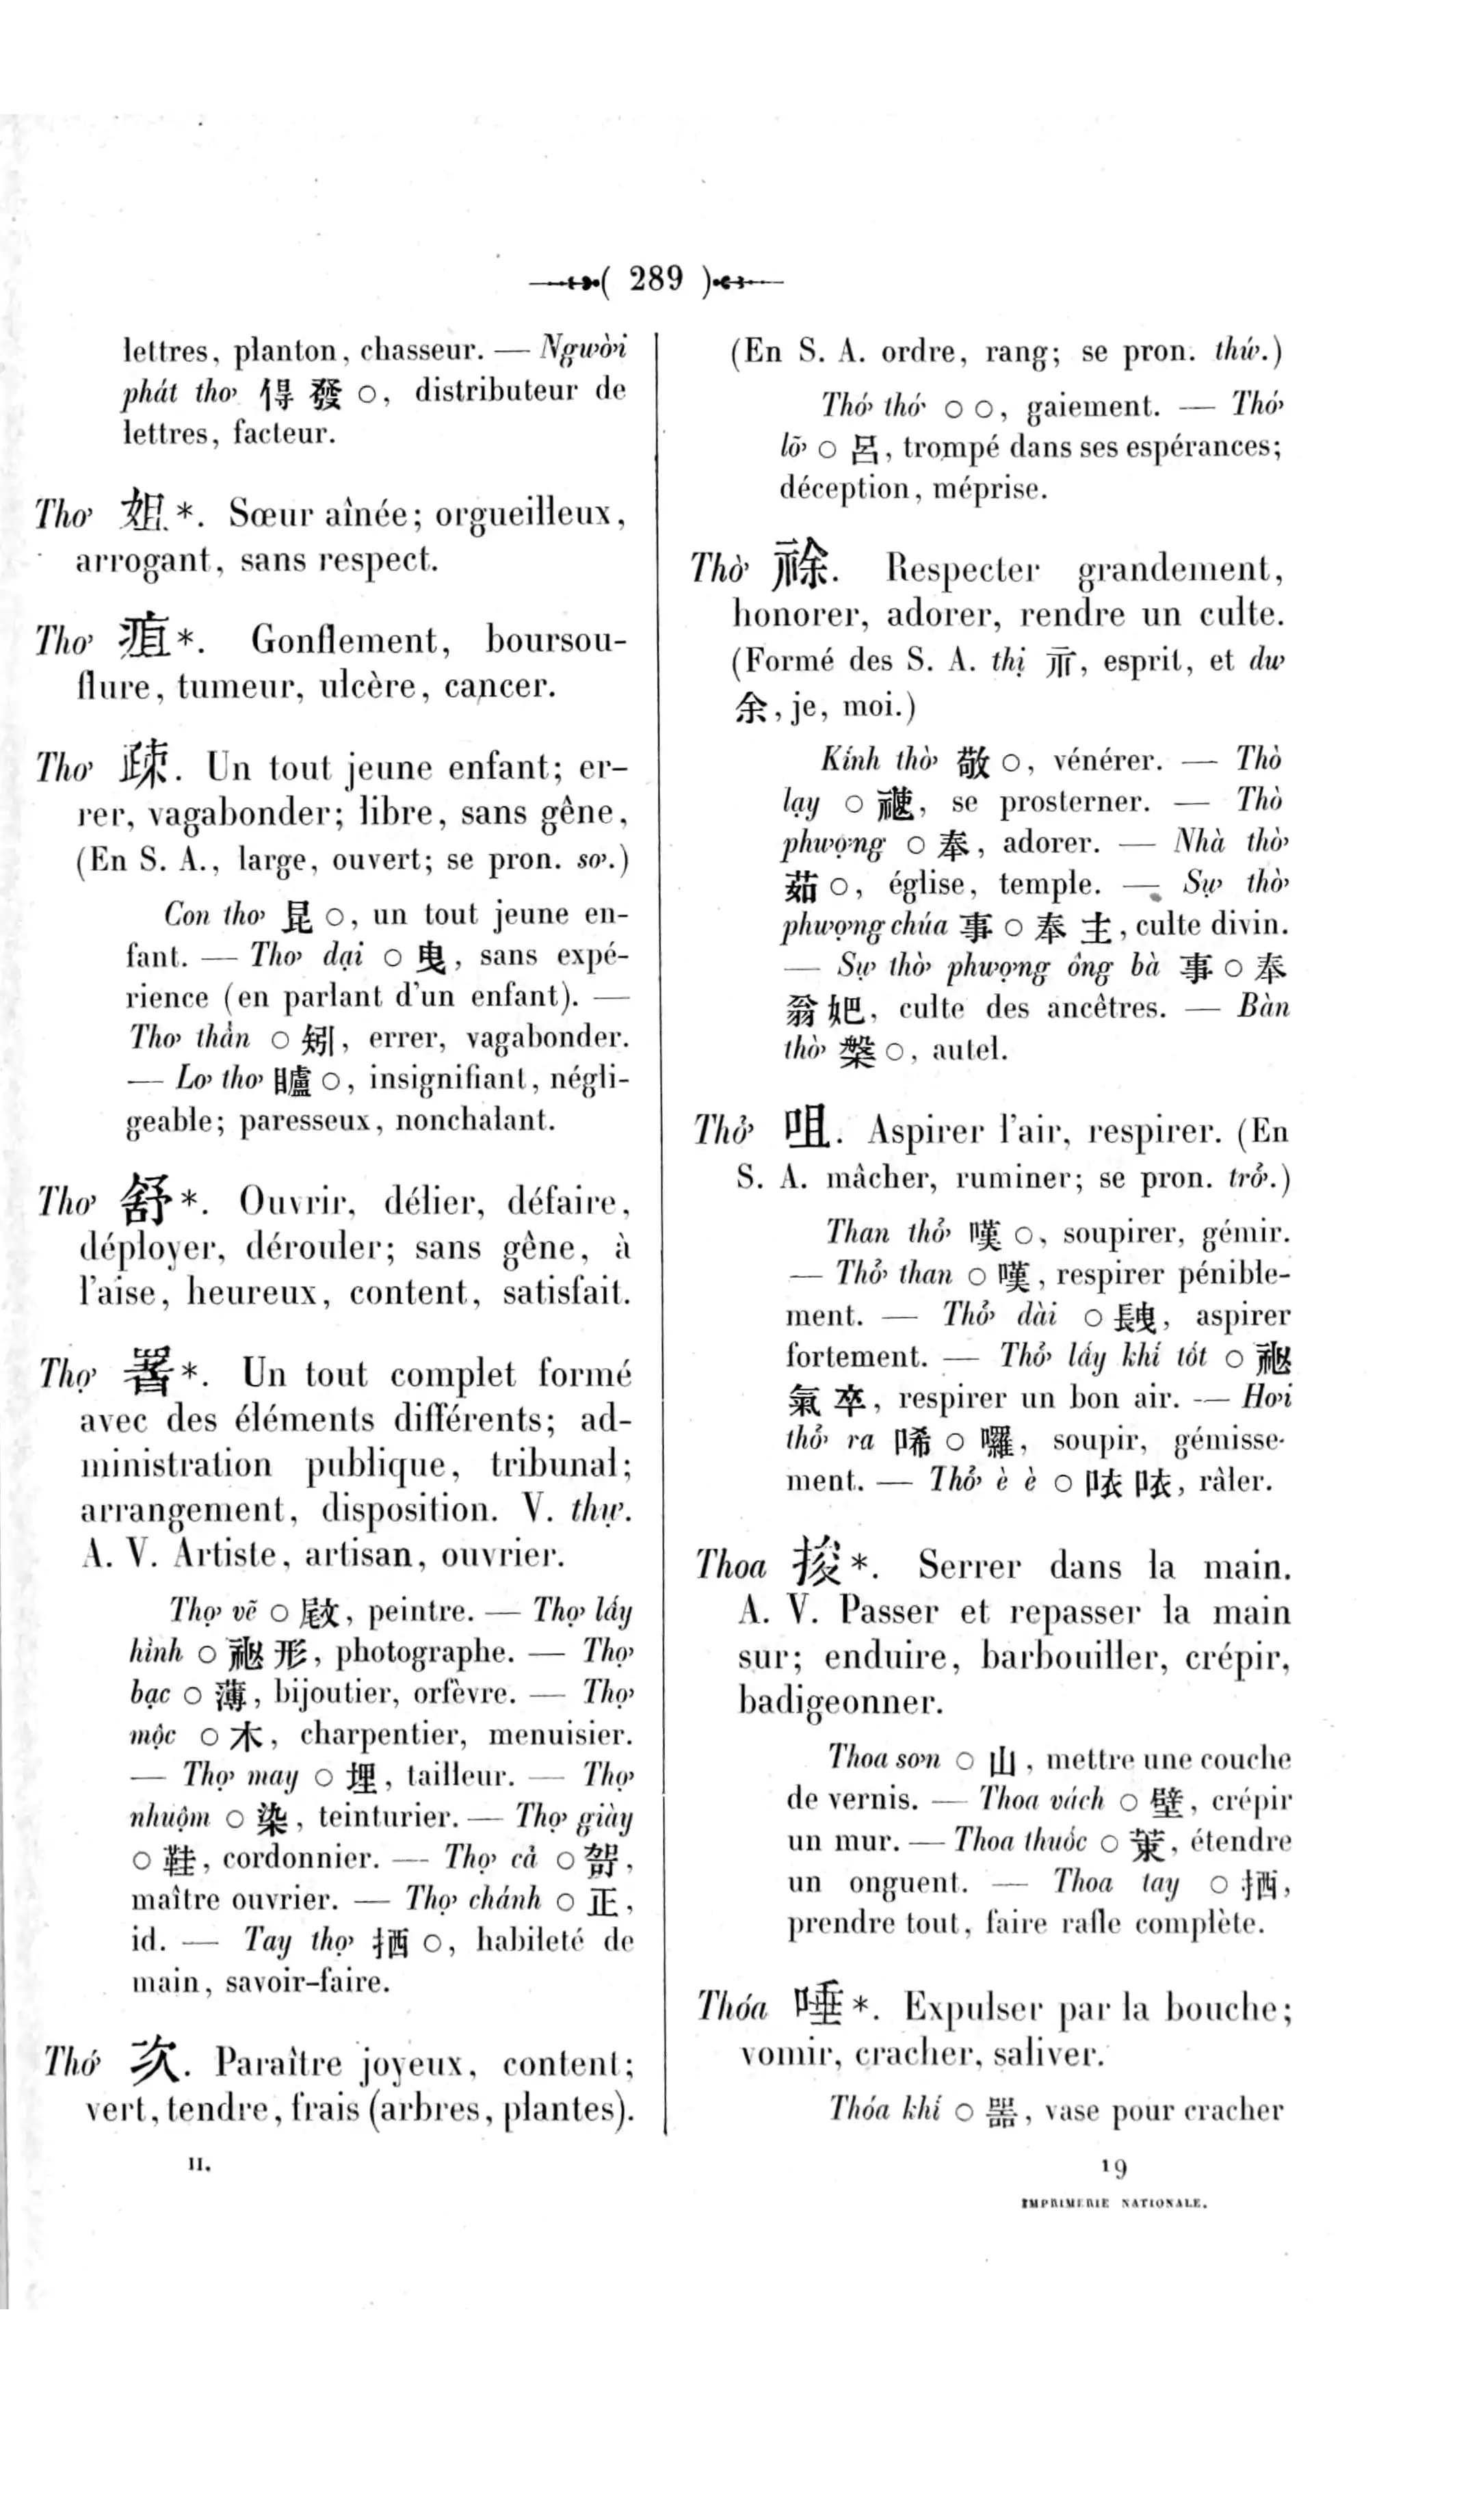 ( 289 )
lettres, planton, chasseur. — Người
phát thơ 㝵 發 ○, distributeur de
lettres, facteur.
Thơ 姐*. Sœur aînée; orgueilleux,
arrogant, sans respect.
Thơ 疽*. Gonflement, boursou-
flure, tumeur, ulcère, cancer.
Thơ 疎. Un tout jeune enfant; er-
rer, vagabonder; libre, sans gêne,
(En S. A., large, ouvert; se pron. sơ.)
Con thơ 昆 ○, un tout jeune en-
fant. — Thơ dại ○ 曳, sans expé-
rience (en parlant d'un enfant). —
Thơ thẩn ○ 矧, errer, vagabonder.
— Lơ thơ 矑 ○, insignifiant, négli-
geable; paresseux, nonchalant.
Thơ 舒*. Ouvrir, délier, défaire,
déployer, dérouler; sans gêne, à
l'aise, heureux, content, satisfait.
Thợ 署*. Un tout complet formé
avec des éléments différents; ad-
ministration publique, tribunal;
arrangement, disposition. V. thự.
A. V. Artiste, artisan, ouvrier.
Thợ vẽ ○, peintre. — Thợ lấy
hình ○ 形, photographe. — Thợ
bạc ○ 薄, bijoutier, orfèvre. — Thợ
mộc ○ 木, charpentier, menuisier.
— Thợ may ○ 埋, tailleur. — Thợ
nhuộm ○ 染, teinturier. — Thợ giày
○ 鞋, cordonnier. — Thợ cả ○,
maître ouvrier. — Thợ chánh ○ 正,
id. — Tay thợ 拪 ○, habileté de
main, savoir-faire.
Thớ 次. Paraître joyeux, content;
vert, tendre, frais (arbres, plantes).
II.
(En S. A. ordre, rang; se pron. thứ.)
Thớ thớ ○ ○, gaiement. — Thớ
lỡ ○ 呂, trompé dans ses espérances;
déception, méprise.
Thờ 䄖. Respecter grandement,
honorer, adorer, rendre un culte.
(Formé des S. A. thị 示, esprit, et dư
余, je, moi.)
Kính thờ 敬 ○, vénérer. — Thờ
lạy ○, se prosterner. — Thờ
phượng ○ 奉, adorer. — Nhà thờ
茹 ○, église, temple. — Sự thờ
phượng chúa 事 ○ 奉 主, culte divin.
— Sự thờ phượng ông bà 事 ○ 奉
翁 妑, culte des ancêtres. — Bàn
thờ 槃 ○, autel.
Thở 咀. Aspirer l'air, respirer. (En
S. A. mâcher, ruminer; se pron. trở.)
Than thở 嘆 ○, soupirer, gémir.
— Thở than ○ 嘆, respirer pénible-
ment. — Thở dài ○, aspirer
fortement. — Thở lấy khí tốt ○
氣 卒, respirer un bon air. — Hơi
thở ra 唏 ○ 囉, soupir, gémisse-
ment. — Thở è è ○ 㕈 㕈, râler.
Thoa 挼*. Serrer dans la main.
A. V. Passer et repasser la main
sur; enduire, barbouiller, crépir,
badigeonner.
Thoa sơn ○ 山, mettre une couche
de vernis. — Thoa vách ○ 壁, crépir
un mur. — Thoa thuốc ○, étendre
un onguent. — Thoa tay ○ 拪,
prendre tout, faire rafle complète.
Thóa 唾*. Expulser par la bouche;
vomir, cracher, saliver.
Thóa khí ○ 器, vase pour cracher
19
IMPRIMERIE NATIONALE.